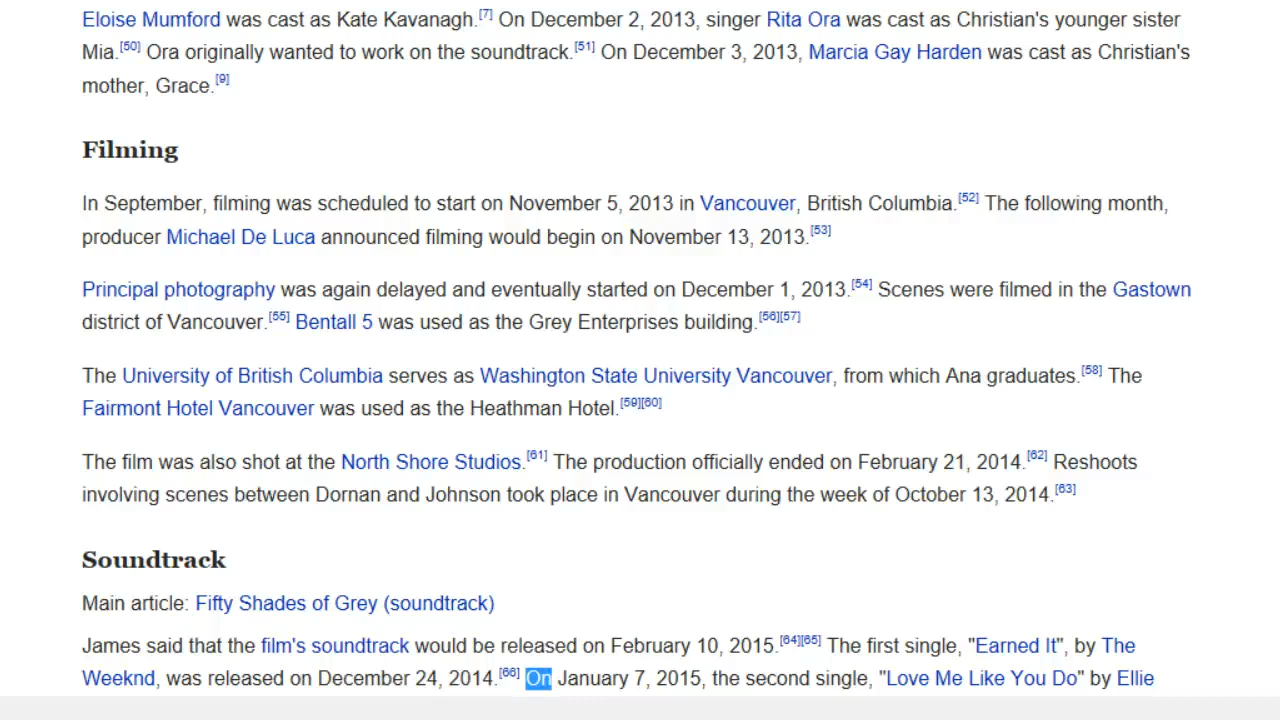 Eloise Mumford was cast as Kate Kavanagh.[7] On December 2, 2013, singer Rita Ora was cast as Christian's younger sister
Mia.[50] Ora originally wanted to work on the soundtrack.[51] On December 3, 2013, Marcia Gay Harden was cast as Christian's
mother, Grace.[9]
Filming
In September, filming was scheduled to start on November 5, 2013 in Vancouver, British Columbia.[52] The following month,
producer Michael De Luca announced filming would begin on November 13, 2013.[53]
Principal photography was again delayed and eventually started on December 1, 2013.[54] Scenes were filmed in the Gastown
district of Vancouver.[55] Bentall 5 was used as the Grey Enterprises building.[56][57]
The University of British Columbia serves as Washington State University Vancouver, from which Ana graduates.[58] The
Fairmont Hotel Vancouver was used as the Heathman Hotel.[59][60]
The film was also shot at the North Shore Studios.[61] The production officially ended on February 21, 2014.[62] Reshoots
involving scenes between Dornan and Johnson took place in Vancouver during the week of October 13, 2014.[63]
Soundtrack
Main article: Fifty Shades of Grey (soundtrack)
James said that the film's soundtrack would be released on February 10, 2015.[64][65] The first single, "Earned It", by The
Weeknd, was released on December 24, 2014.[66] On January 7, 2015, the second single, "Love Me Like You Do" by Ellie